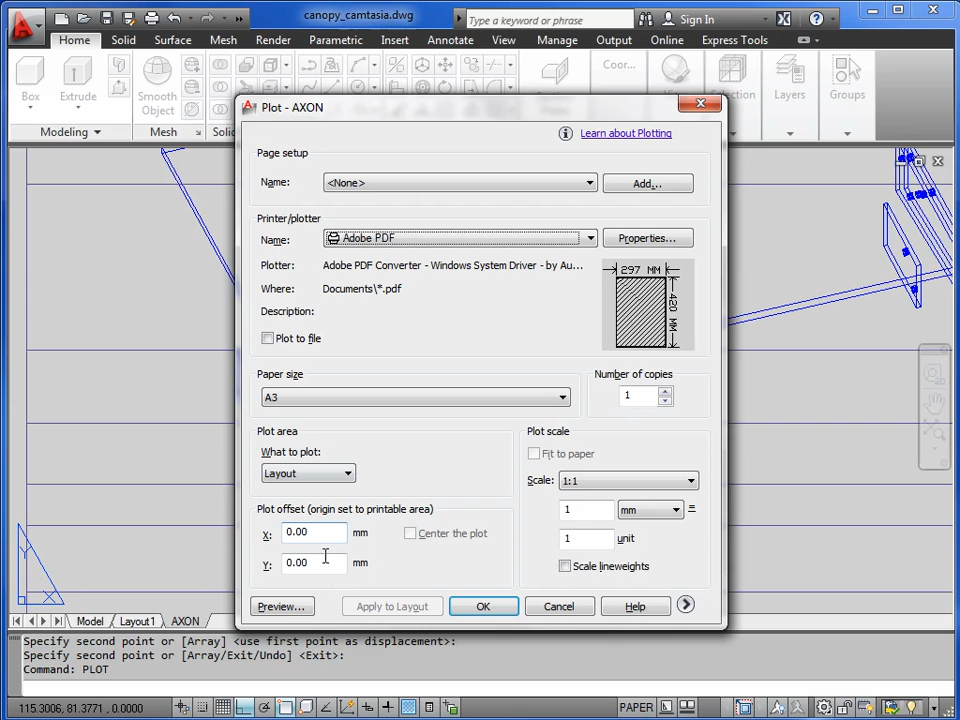 canopy_camtasia.dwg
Type a keyword or phrase
Sign In
Home Solid Surface Mesh Render Parametric Insert Annotate View Manage Output Online Express Tools
Box
Extrude
Smooth
Object
Coor...
Selection
Layers
Groups
Modeling
Mesh
Plot - AXON
Learn about Plotting
Page setup
Name:
<None>
Add...
Printer/plotter
Name:
Adobe PDF
Properties...
Plotter:
Adobe PDF Converter - Windows System Driver - by Au...
Where:
Documents\*.pdf
Description:
Plot to file
297 MM
420 MM
Paper size
A3
Number of copies
1
Plot area
What to plot:
Layout
Plot scale
Fit to paper
Scale:
1:1
1
mm
=
1
unit
Scale lineweights
Plot offset (origin set to printable area)
X:
0.00
mm
Center the plot
Y:
0.00
mm
Preview...
Apply to Layout
OK
Cancel
Help
Y
X
Model Layout1 AXON
Specify second point or [Array] <use first point as displacement>:
Specify second point or [Array/Exit/Undo] <Exit>:
Command: PLOT
115.3006, 81.3771, 0.0000
PAPER